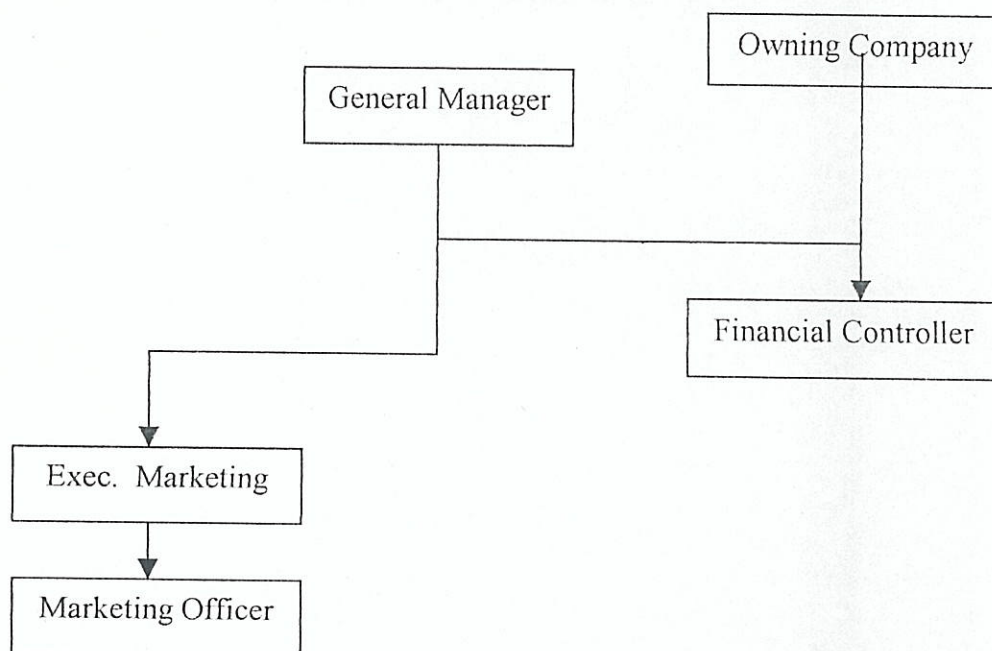 Owning Company
General Manager
Financial Controller
Exec. Marketing
Marketing Officer